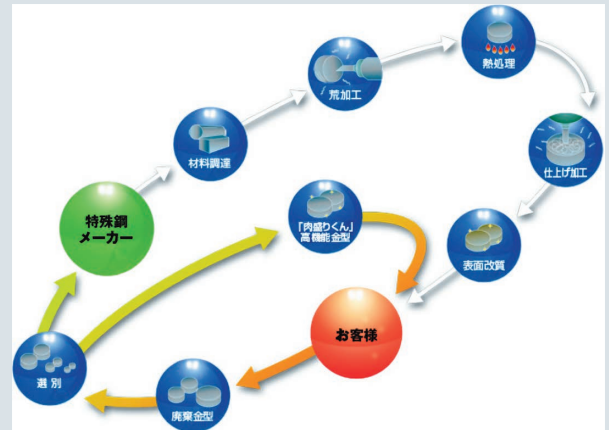 熱処理
荒加工
材料調達
仕上げ加工
特殊鋼
メーカー
「肉盛りくん」
高機能金型
表面改質
お客様
選別
廃棄金型